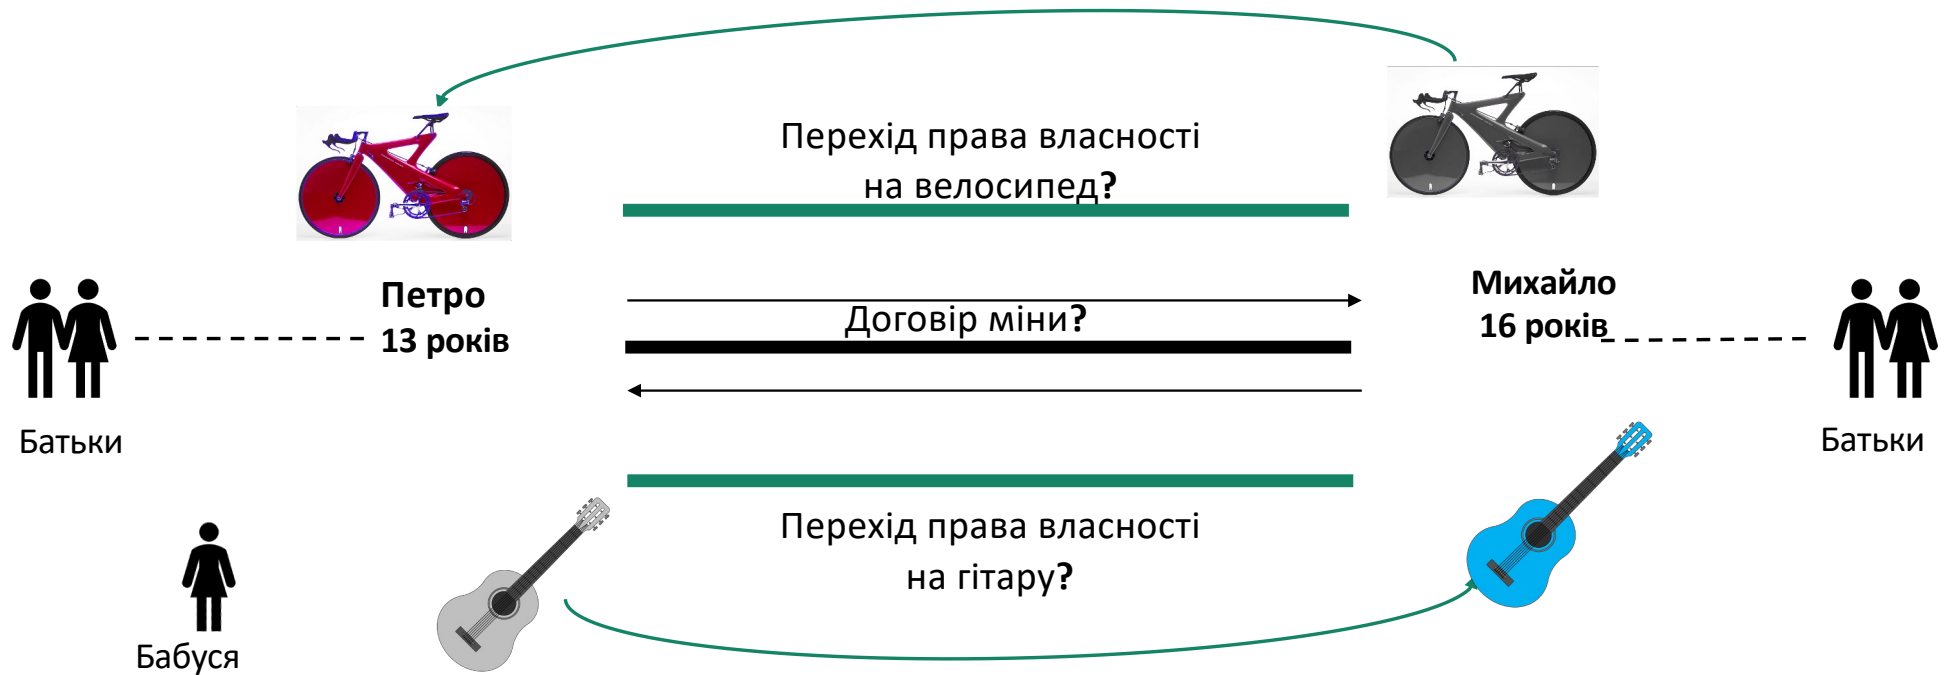 Перехід права власності
на велосипед?
Петро
13 років
Договір міни?
Михайло
16 років
Батьки
Батьки
Перехід права власності
на гітару?
Бабуся